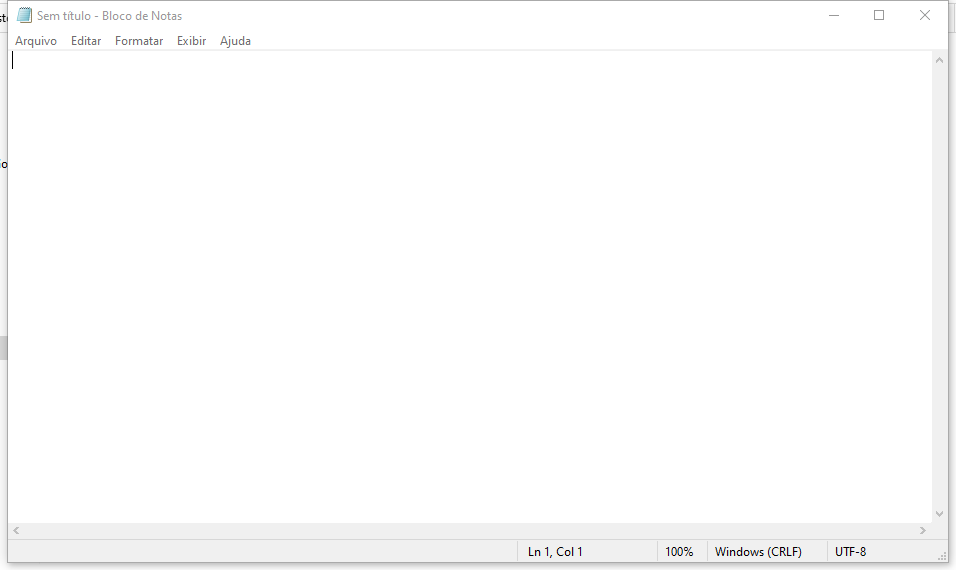 Sem título - Bloco de Notas
Arquivo Editar Formatar Exibir Ajuda
Ln 1, Col 1 100% Windows (CRLF) UTF-8